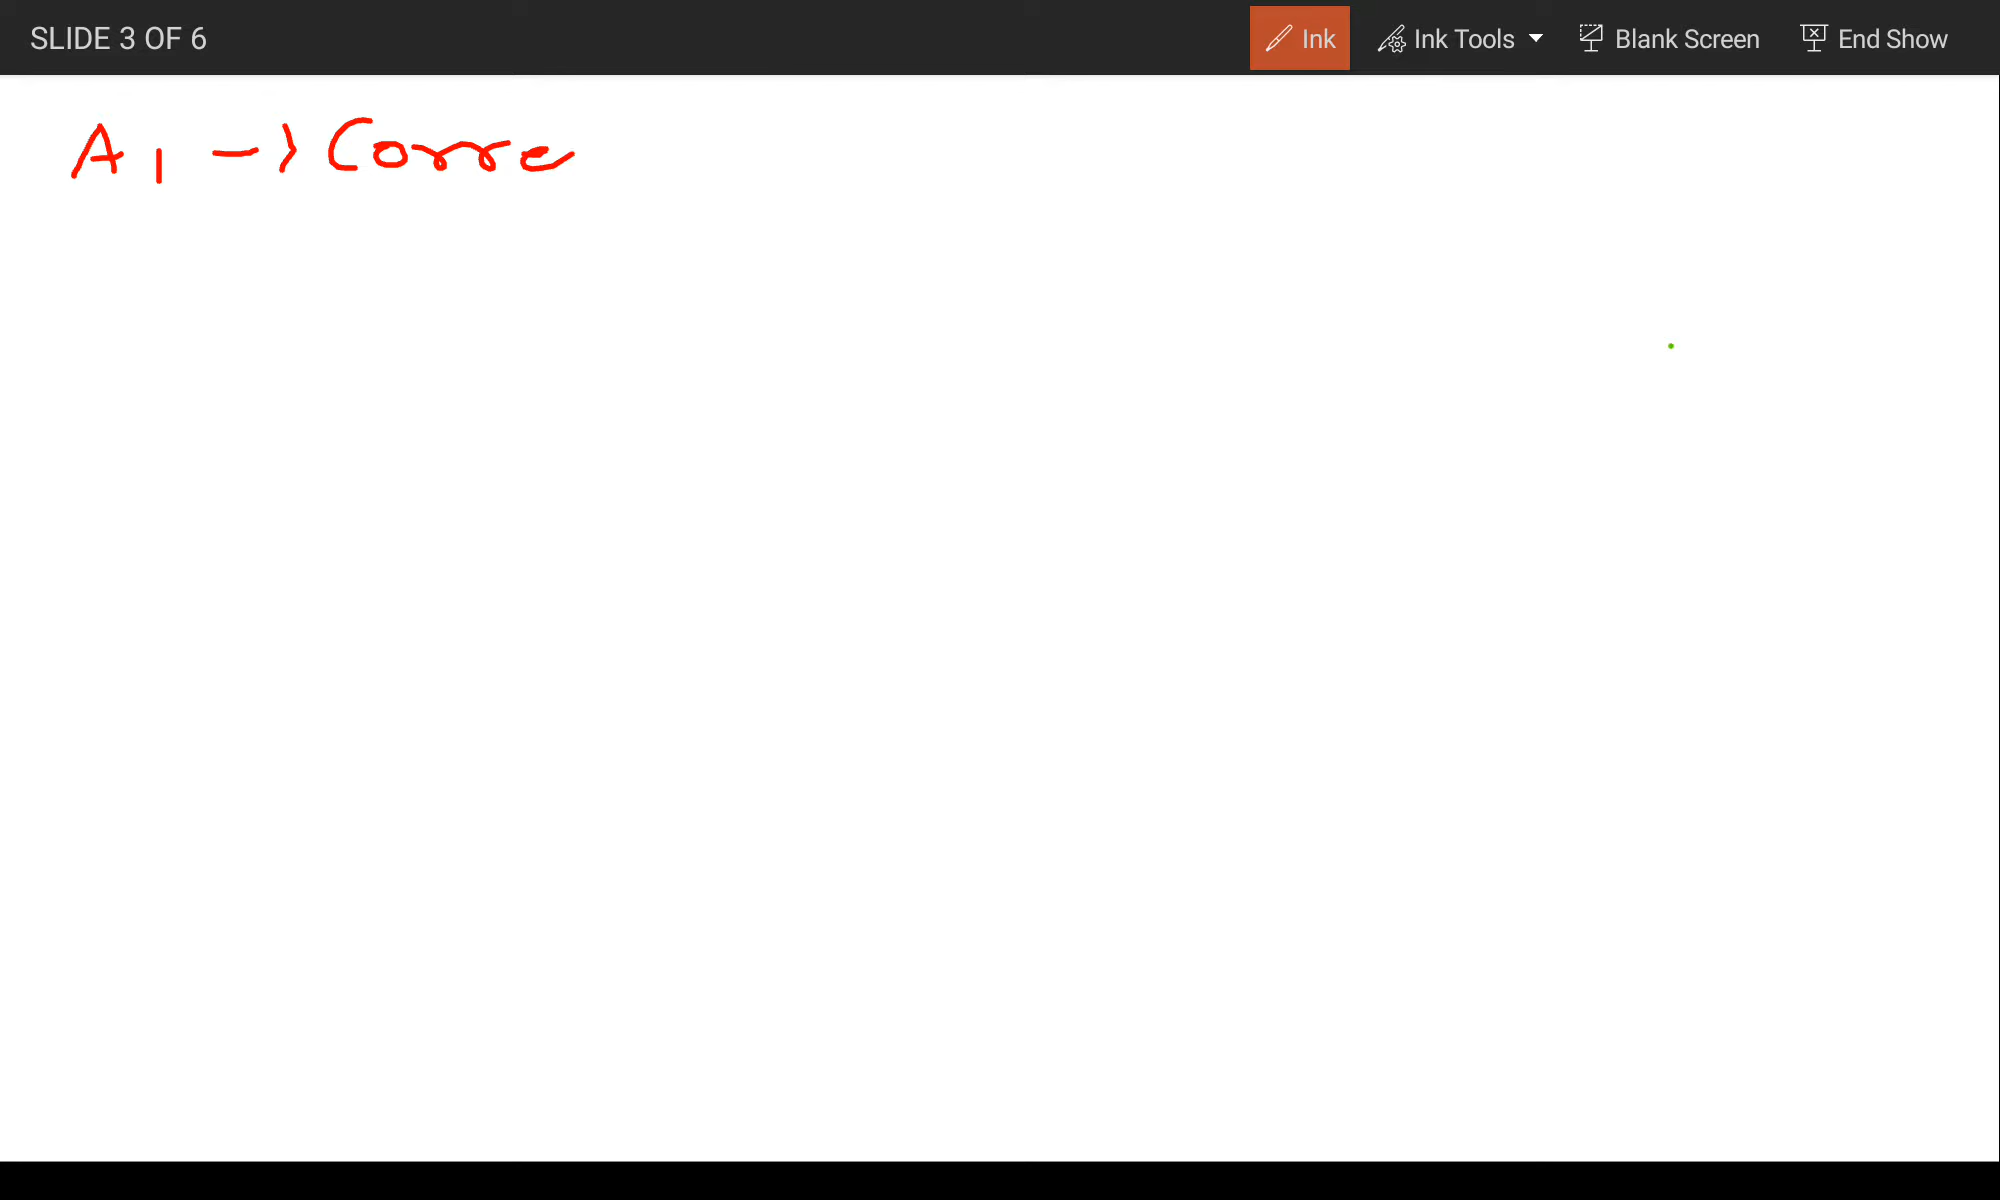 SLIDE 3 OF 6 Ink Ink Tools Blank Screen End Show
A1 → Corre